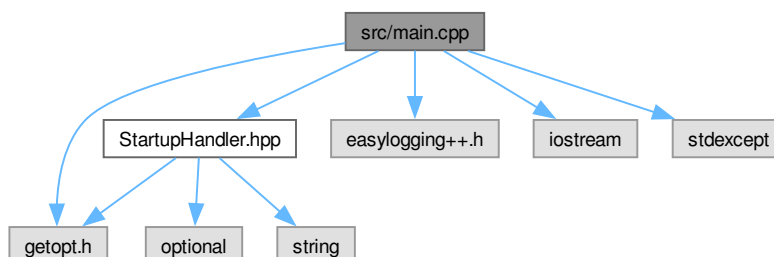 src/main.cpp
StartupHandler.hpp
easylogging++.h
iostream
stdexcept
getopt.h
optional
string